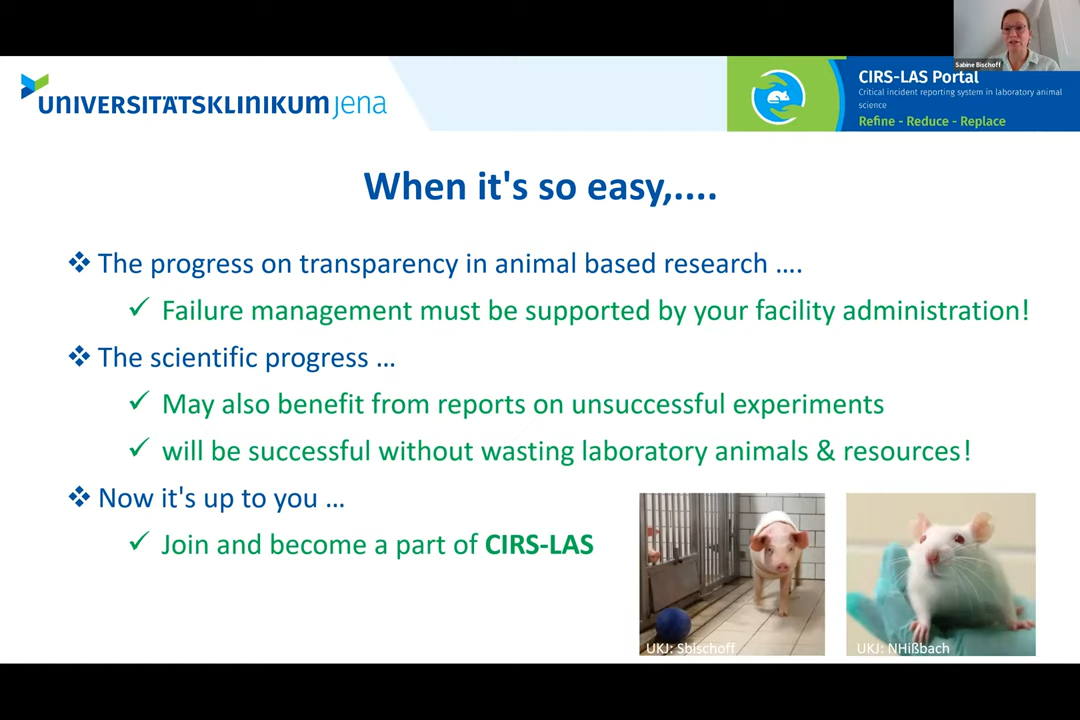 Sabine Bischoff
UNIVERSITÄTSKLINIKUM jena
CIRS-LAS Portal
Critical incident reporting system in laboratory animal
science
Refine - Reduce - Replace
When it's so easy,....
❖ The progress on transparency in animal based research ....
✓ Failure management must be supported by your facility administration!
❖ The scientific progress ...
✓ May also benefit from reports on unsuccessful experiments
✓ will be successful without wasting laboratory animals & resources!
❖ Now it's up to you ...
✓ Join and become a part of CIRS-LAS
UKJ: Sbischoff
UKJ: NHißbach